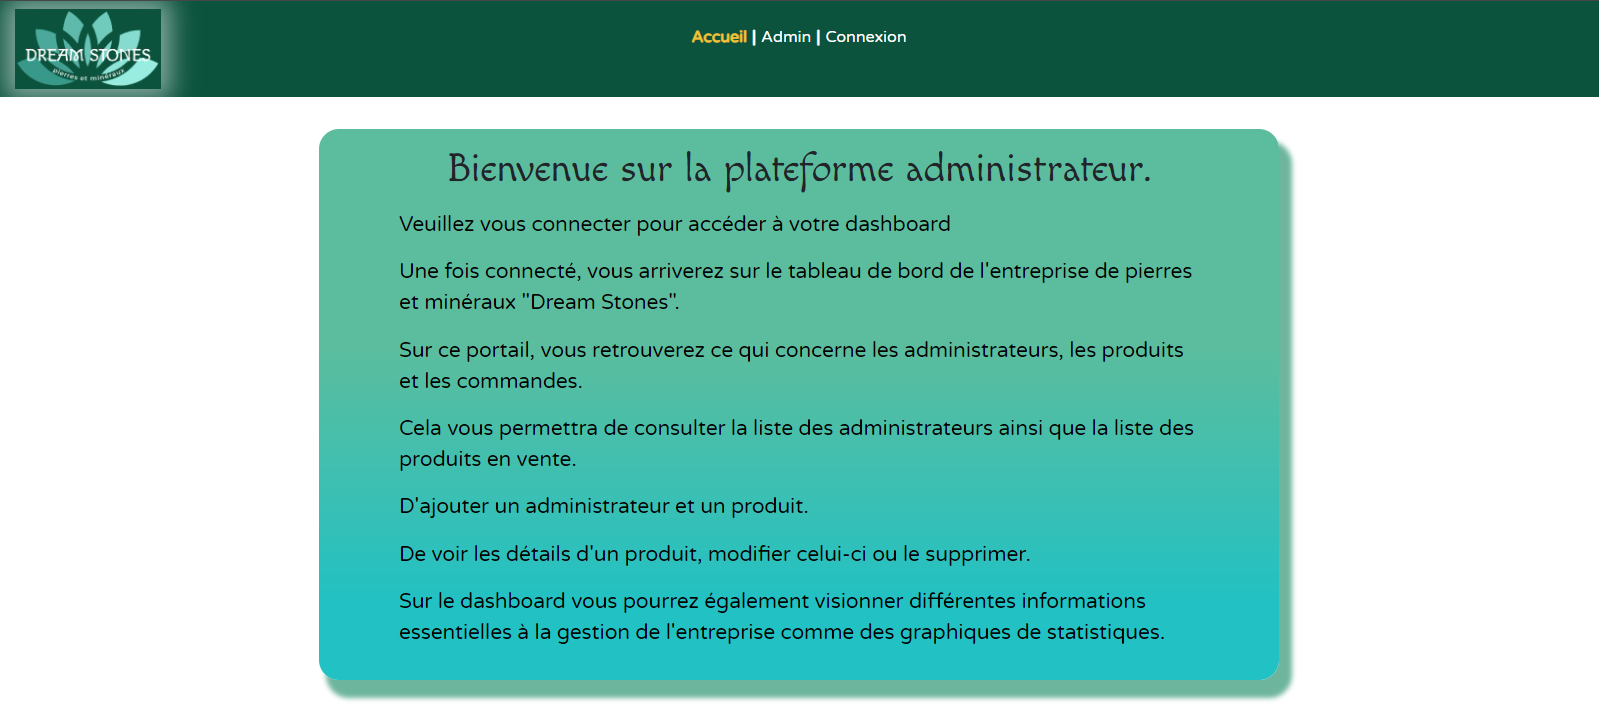 DREAM STONES
pierres et minéraux
Accueil | Admin | Connexion
Bienvenue sur la plateforme administrateur.
Veuillez vous connecter pour accéder à votre dashboard
Une fois connecté, vous arriverez sur le tableau de bord de l'entreprise de pierres
et minéraux "Dream Stones".
Sur ce portail, vous retrouverez ce qui concerne les administrateurs, les produits
et les commandes.
Cela vous permettra de consulter la liste des administrateurs ainsi que la liste des
produits en vente.
D'ajouter un administrateur et un produit.
De voir les détails d'un produit, modifier celui-ci ou le supprimer.
Sur le dashboard vous pourrez également visionner différentes informations
essentielles à la gestion de l'entreprise comme des graphiques de statistiques.